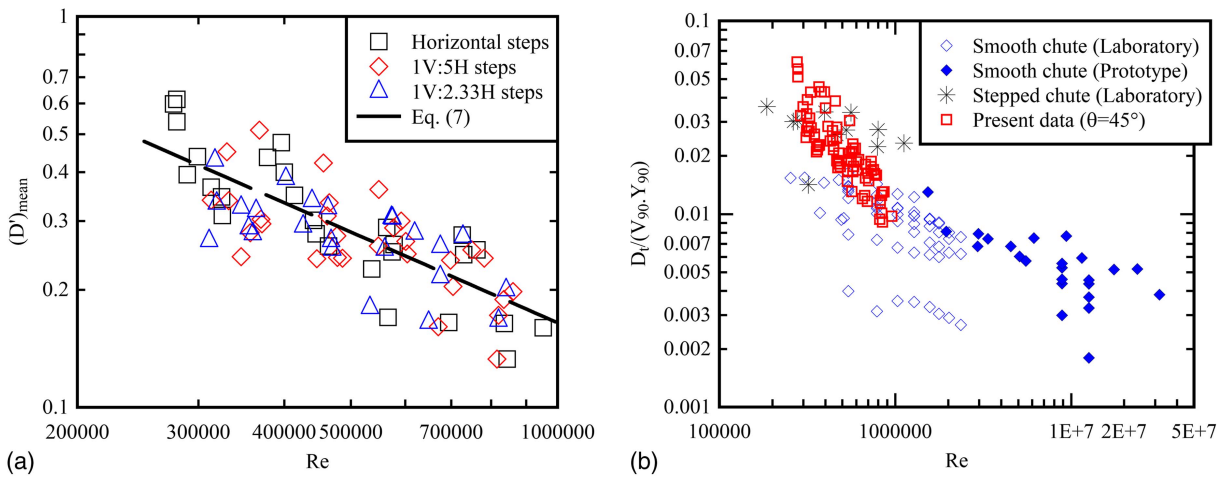 1
0.6
0.5
0.4
0.3
0.2
0.1
(D')mean
200000 300000 400000 500000 700000 1000000
Re
(a)
Horizontal steps
1V:5H steps
1V:2.33H steps
Eq. (7)
0.1
0.05
0.03
0.02
0.01
0.007
0.005
0.003
0.002
0.001
Dt/(V90.Y90)
100000 1000000 1E+7 2E+7 5E+7
Re
(b)
Smooth chute (Laboratory)
Smooth chute (Prototype)
Stepped chute (Laboratory)
Present data (θ=45°)